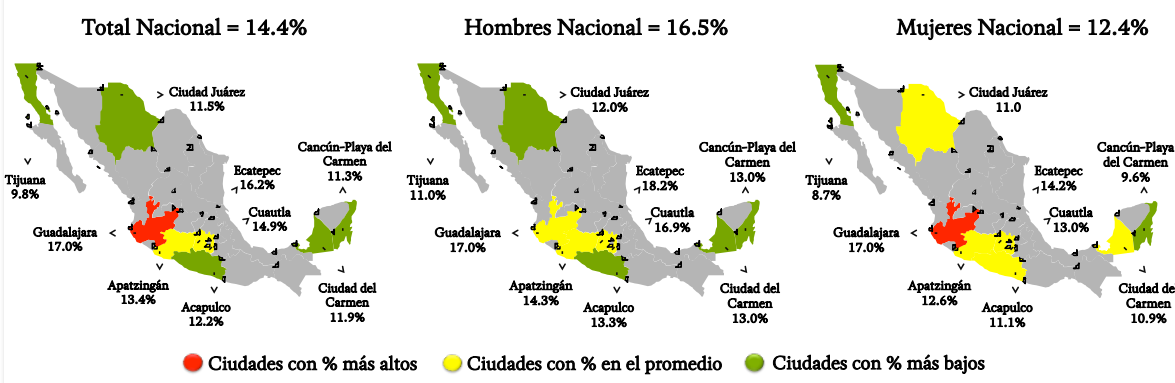 Total Nacional = 14.4%
Ciudad Juárez
11.5%
Cancún-Playa del
Carmen
11.3%
Ecatepec
16.2%
Tijuana
9.8%
Cuautla
14.9%
Guadalajara
17.0%
Apatzingán
13.4%
Acapulco
12.2%
Ciudad del
Carmen
11.9%
Hombres Nacional = 16.5%
Ciudad Juárez
12.0%
Cancún-Playa del
Carmen
13.0%
Ecatepec
18.2%
Tijuana
11.0%
Cuautla
16.9%
Guadalajara
17.0%
Apatzingán
14.3%
Acapulco
13.3%
Ciudad del
Carmen
13.0%
Mujeres Nacional = 12.4%
Ciudad Juárez
11.0
Cancún-Playa
del Carmen
9.6%
Ecatepec
14.2%
Tijuana
8.7%
Cuautla
13.0%
Guadalajara
17.0%
Apatzingán
12.6%
Acapulco
11.1%
Ciudad de
Carmen
10.9%
Ciudades con % más altos
Ciudades con % en el promedio
Ciudades con % más bajos